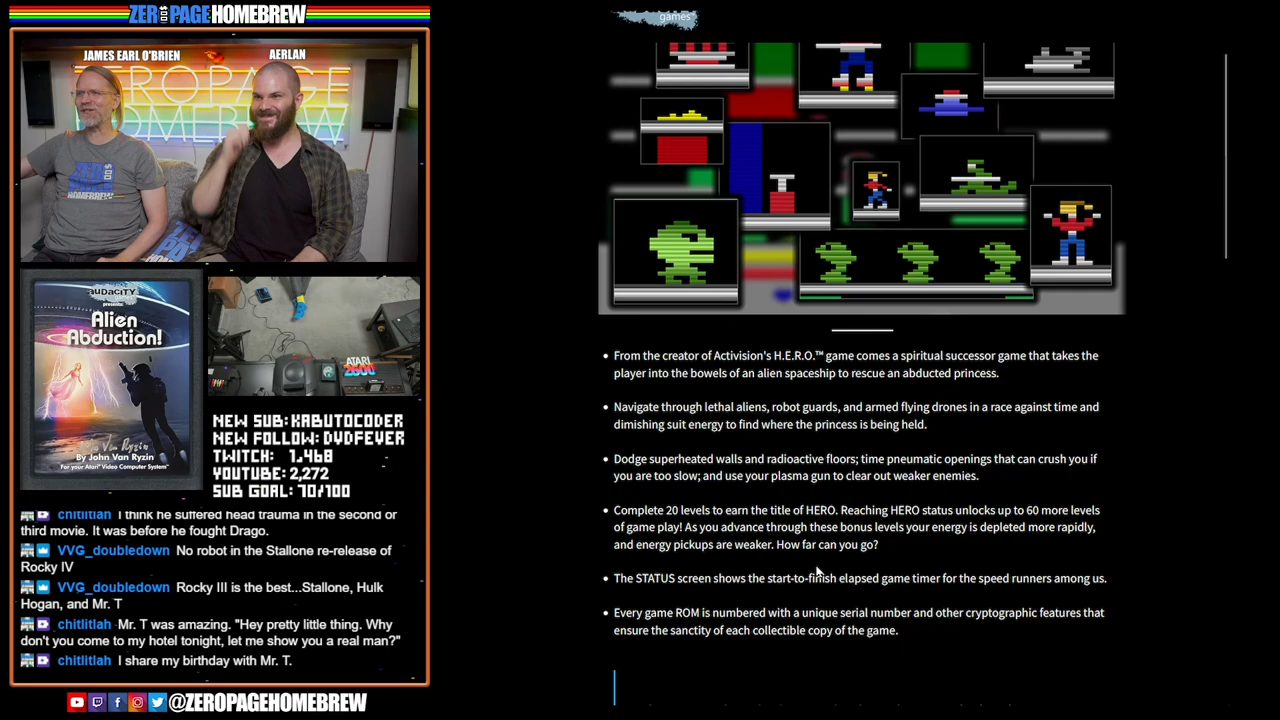 ZEROPAGE HOMEBREW
JAMES EARL O'BRIEN
AERLAN
ZEROPAGE
HOMEBREW
AUDACITY
presents:
Alien
Abduction!
John Van Ryzin
By John Van Ryzin
For your Atari Video Computer System™
ATARI
2600
NEW SUB: KABUTOCODER
NEW FOLLOW: DVDFEVER
TWITCH: 1,468
YOUTUBE: 2,272
SUB GOAL: 70/100
chitlitlah I think he suffered head trauma in the second or
third movie. It was before he fought Drago.
VVG_doubledown No robot in the Stallone re-release of
Rocky IV
VVG_doubledown Rocky III is the best...Stallone, Hulk
Hogan, and Mr. T
chitlitlah Mr. T was amazing. "Hey pretty little thing. Why
don't you come to my hotel tonight, let me show you a real man?"
chitlitlah I share my birthday with Mr. T.
@ZEROPAGEHOMEBREW
games
• From the creator of Activision's H.E.R.O.™ game comes a spiritual successor game that takes the
player into the bowels of an alien spaceship to rescue an abducted princess.
• Navigate through lethal aliens, robot guards, and armed flying drones in a race against time and
dimishing suit energy to find where the princess is being held.
• Dodge superheated walls and radioactive floors; time pneumatic openings that can crush you if
you are too slow; and use your plasma gun to clear out weaker enemies.
• Complete 20 levels to earn the title of HERO. Reaching HERO status unlocks up to 60 more levels
of game play! As you advance through these bonus levels your energy is depleted more rapidly,
and energy pickups are weaker. How far can you go?
• The STATUS screen shows the start-to-finish elapsed game timer for the speed runners among us.
• Every game ROM is numbered with a unique serial number and other cryptographic features that
ensure the sanctity of each collectible copy of the game.